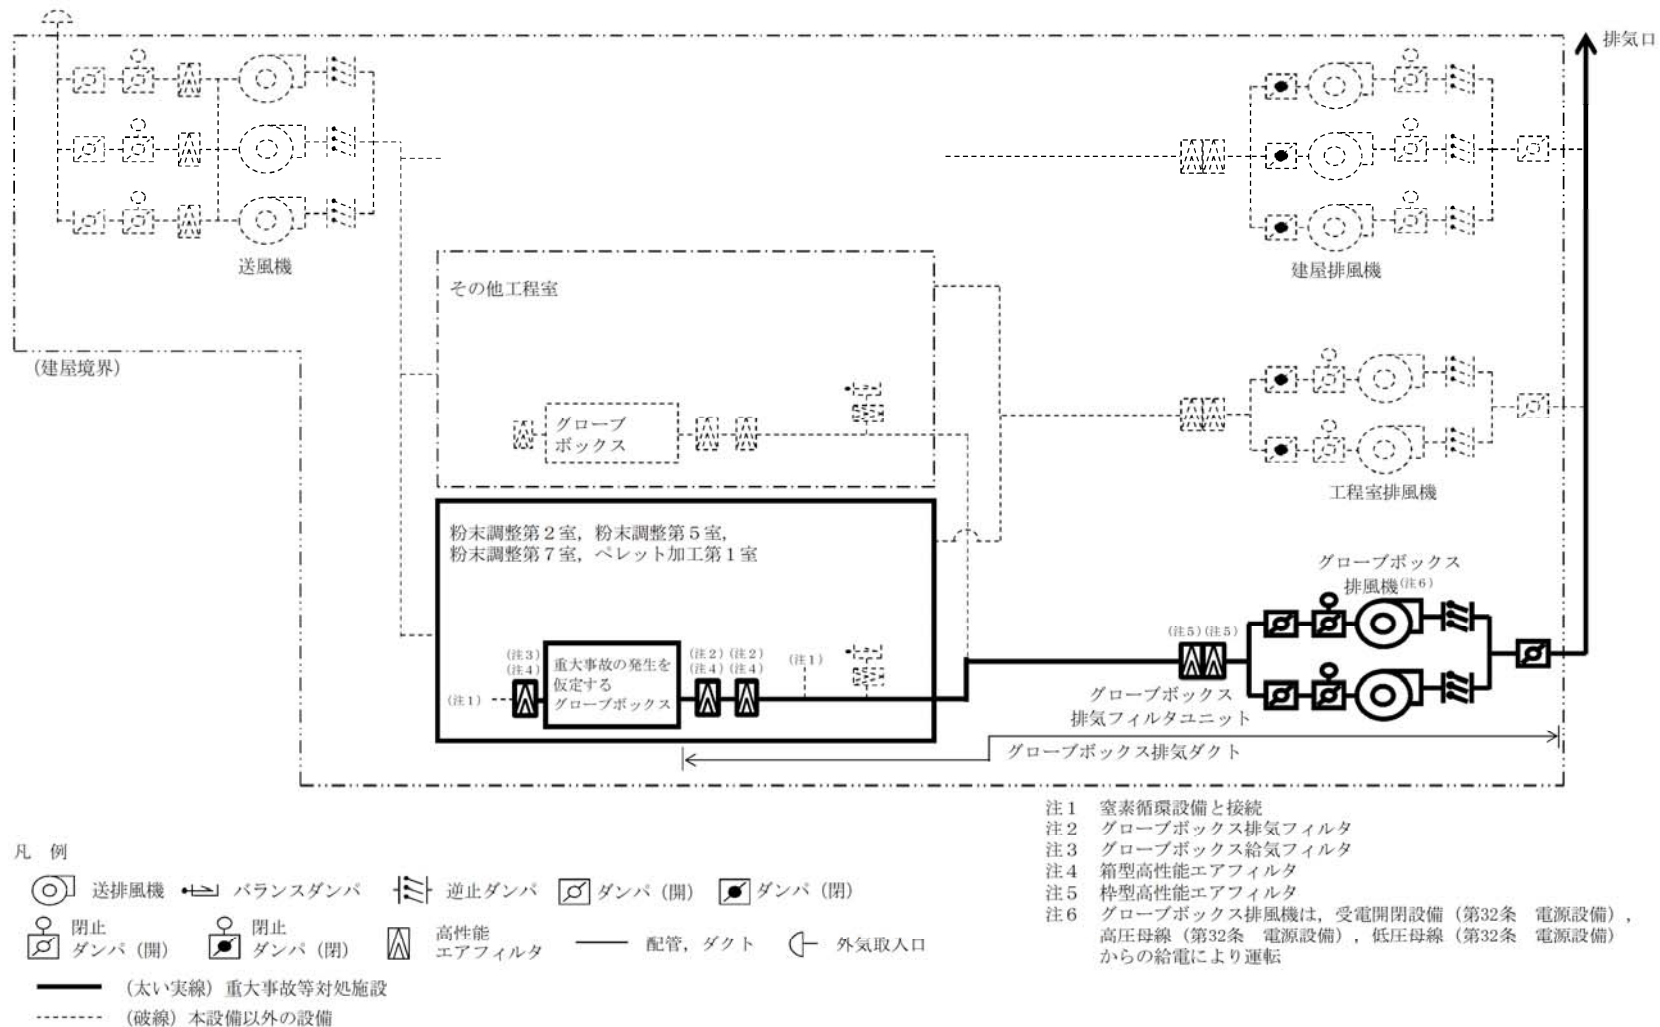 排気口
送風機
建屋排風機
その他工程室
(建屋境界)
グローブ
ボックス
工程室排風機
粉末調整第2室,粉末調整第5室,
粉末調整第7室,ペレット加工第1室
グローブボックス
排風機(注6)
(注5)(注5)
(注3)
(注4)
重大事故の発生を
仮定する
グローブボックス
(注2)(注2)
(注4)(注4)
(注1)
(注1)
グローブボックス
排気フィルタユニット
グローブボックス排気ダクト
注1 窒素循環設備と接続
注2 グローブボックス排気フィルタ
注3 グローブボックス給気フィルタ
注4 箱型高性能エアフィルタ
注5 枠型高性能エアフィルタ
注6 グローブボックス排風機は,受電開閉設備(第32条 電源設備),
高圧母線(第32条 電源設備),低圧母線(第32条 電源設備)
からの給電により運転
凡 例
送排風機
バランスダンパ
逆止ダンパ
ダンパ(開)
ダンパ(閉)
閉止
ダンパ(開)
閉止
ダンパ(閉)
高性能
エアフィルタ
配管,ダクト
外気取入口
(太い実線)重大事故等対処施設
(破線)本設備以外の設備